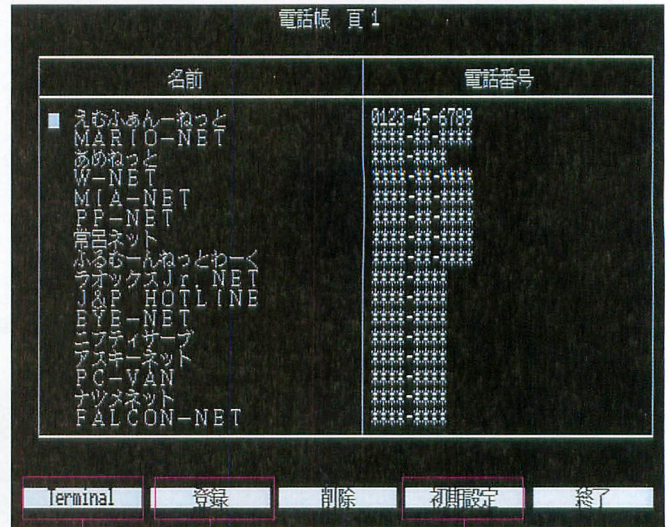 電話帳 頁1
名前 電話番号
えむふぁんーねっと 0123-45-6789
MARIO-NET ****-**-****
あめねっと ****-****
W-NET ****-**-****
MIA-NET ****-**-****
PP-NET ****-**-****
常呂ネット ****-**-****
ふるむーんねっとわーく ****-**-****
ラオックスJr.NET ****-****
J&P HOTLINE ****-****
EYE-NET ****-****
ニフティサーブ ****-****
アスキーネット ****-****
PC-VAN ****-****
ナツメネット ****-****
FALCON-NET ****-****
Terminal 登録 削除 初期設定 終了